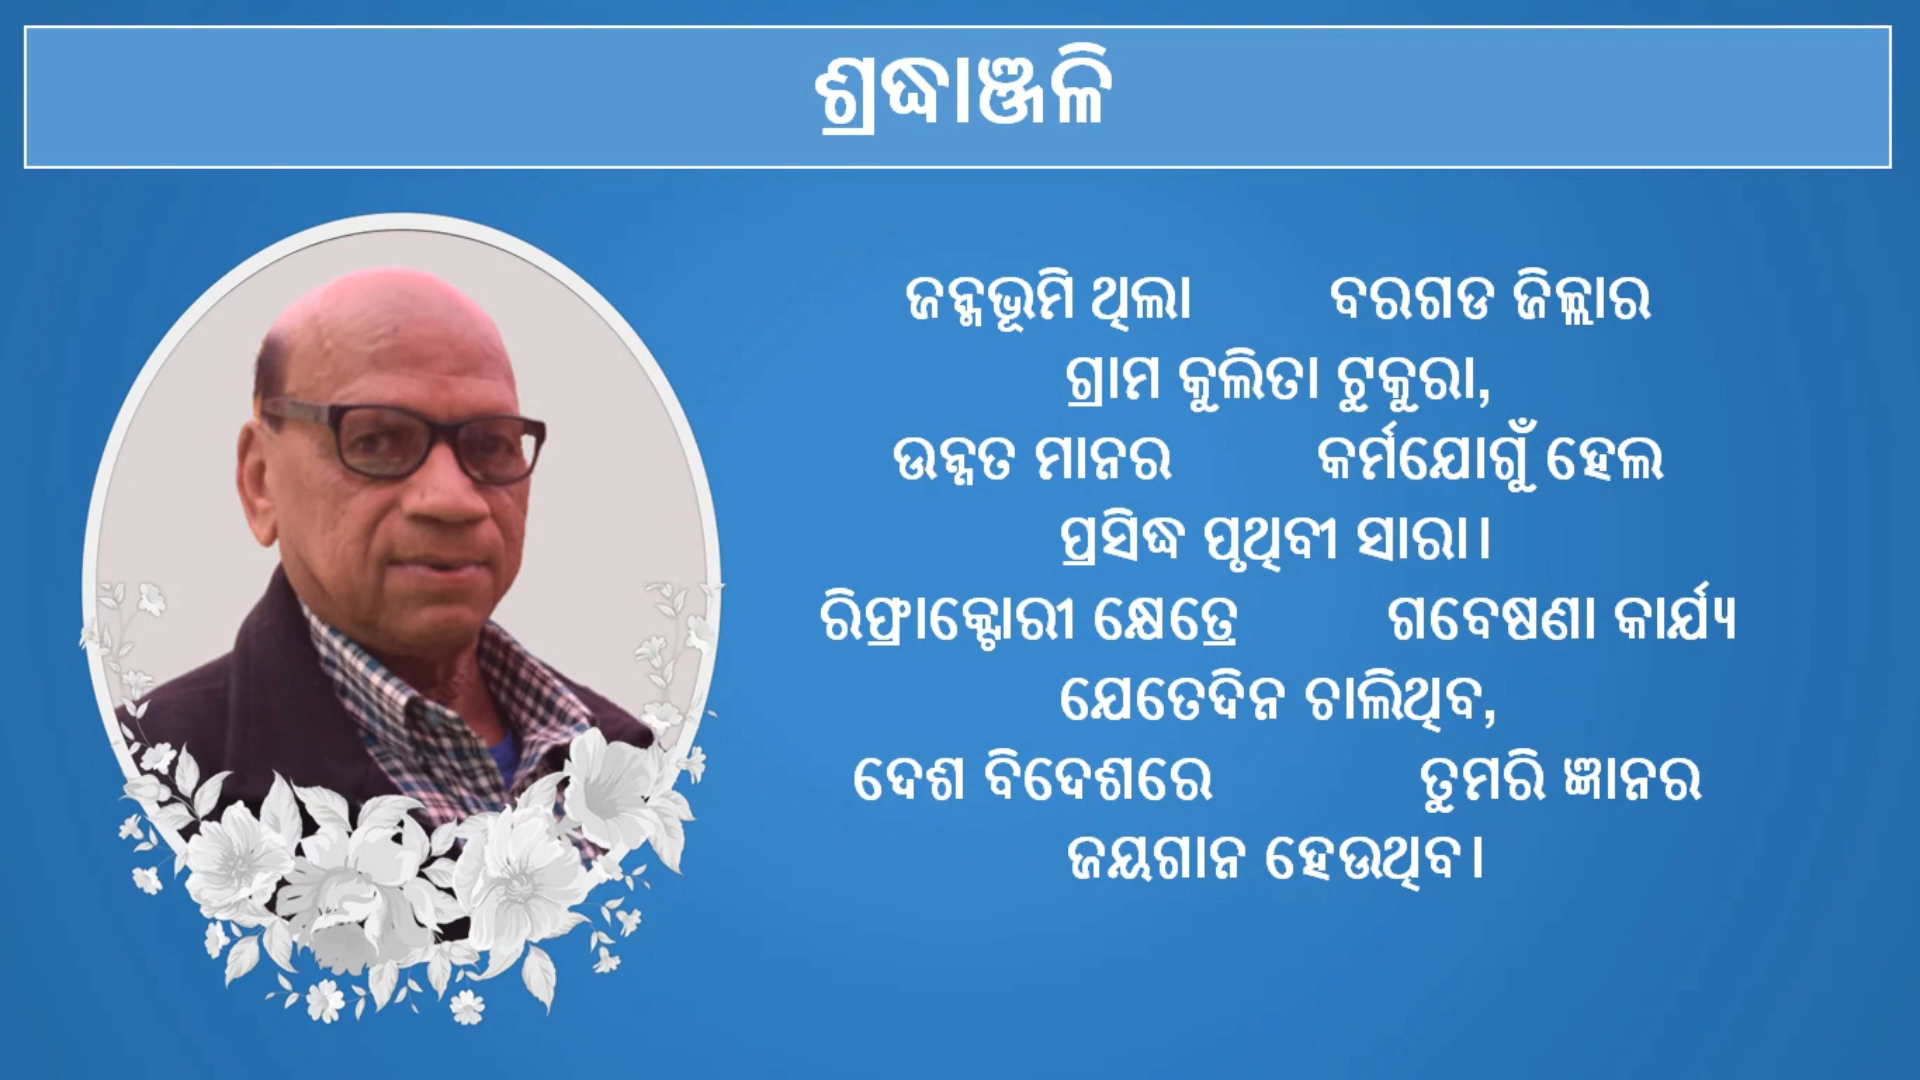 ଶ୍ରଦ୍ଧାଞ୍ଜଳି
ଜନ୍ମଭୂମି ଥିଲା ବରଗଡ ଜିଲ୍ଲାର
ଗ୍ରାମ କୁଲିତା ଟୁକୁରା,
ଉନ୍ନତ ମାନର କର୍ମଯୋଗୁଁ ହେଲ
ପ୍ରସିଦ୍ଧ ପୃଥିବୀ ସାରା।
ରିଫ୍ରାକ୍ଟୋରୀ କ୍ଷେତ୍ରେ ଗବେଷଣା କାର୍ଯ୍ୟ
ଯେତେଦିନ ଚାଲିଥିବ,
ଦେଶ ବିଦେଶରେ ତୁମରି ଜ୍ଞାନର
ଜୟଗାନ ହେଉଥିବ।